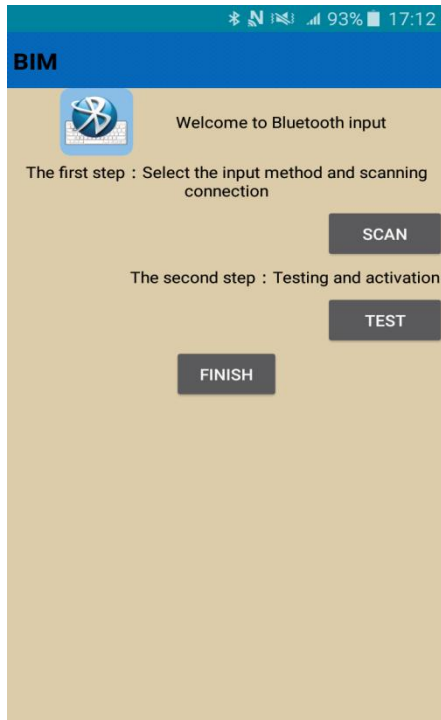 93% 17:12
BIM
Welcome to Bluetooth input
The first step：Select the input method and scanning
connection
SCAN
The second step：Testing and activation
TEST
FINISH